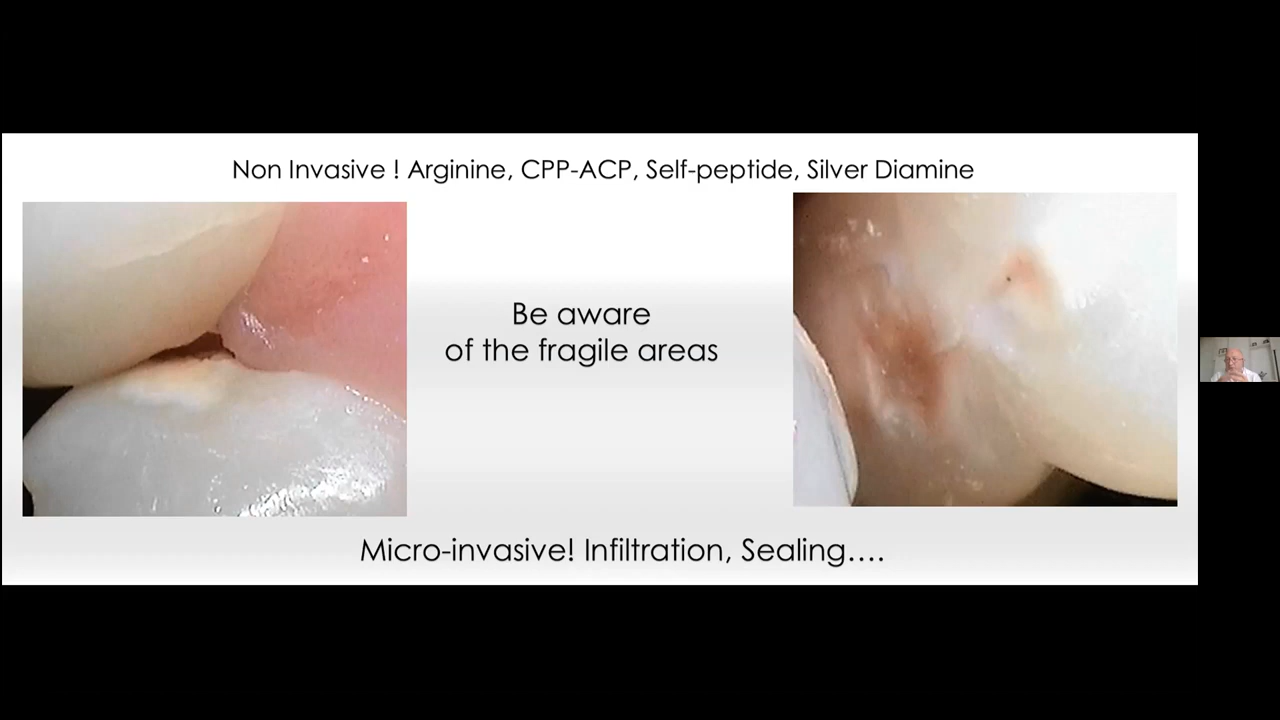 Non Invasive ! Arginine, CPP-ACP, Self-peptide, Silver Diamine
Be aware
of the fragile areas
Micro-invasive! Infiltration, Sealing....